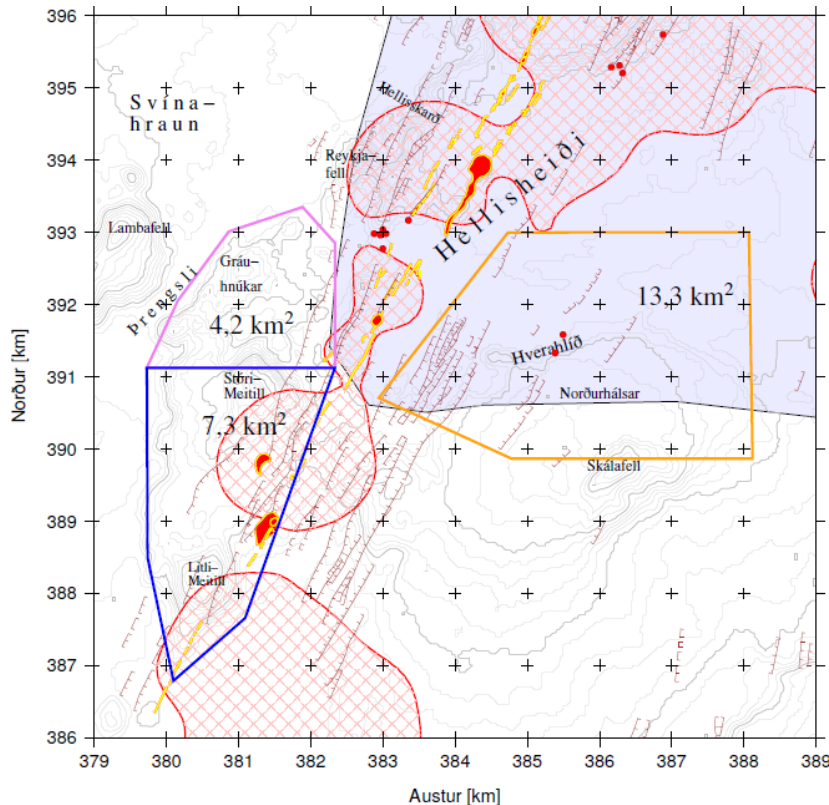 396
395
394
393
392
391
390
389
388
387
386
Norður [km]
Svína–
hraun
Hellisskarð
Reykja–
fell
Lambafell
Hellisheiði
Þrengsli
Gráu–
hnúkar
4,2 km²
13,3 km²
Hverahlíð
Stóri–
Meitill
Norðurhálsar
7,3 km²
Skálafell
Litli–
Meitill
379
380
381
382
383
384
385
386
387
388
389
Austur [km]